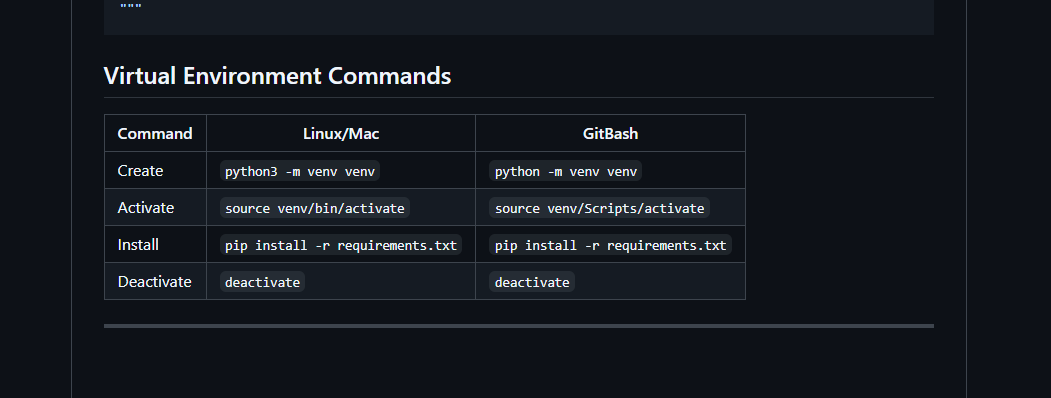 """
Virtual Environment Commands
Command Linux/Mac GitBash
Create python3 -m venv venv python -m venv venv
Activate source venv/bin/activate source venv/Scripts/activate
Install pip install -r requirements.txt pip install -r requirements.txt
Deactivate deactivate deactivate